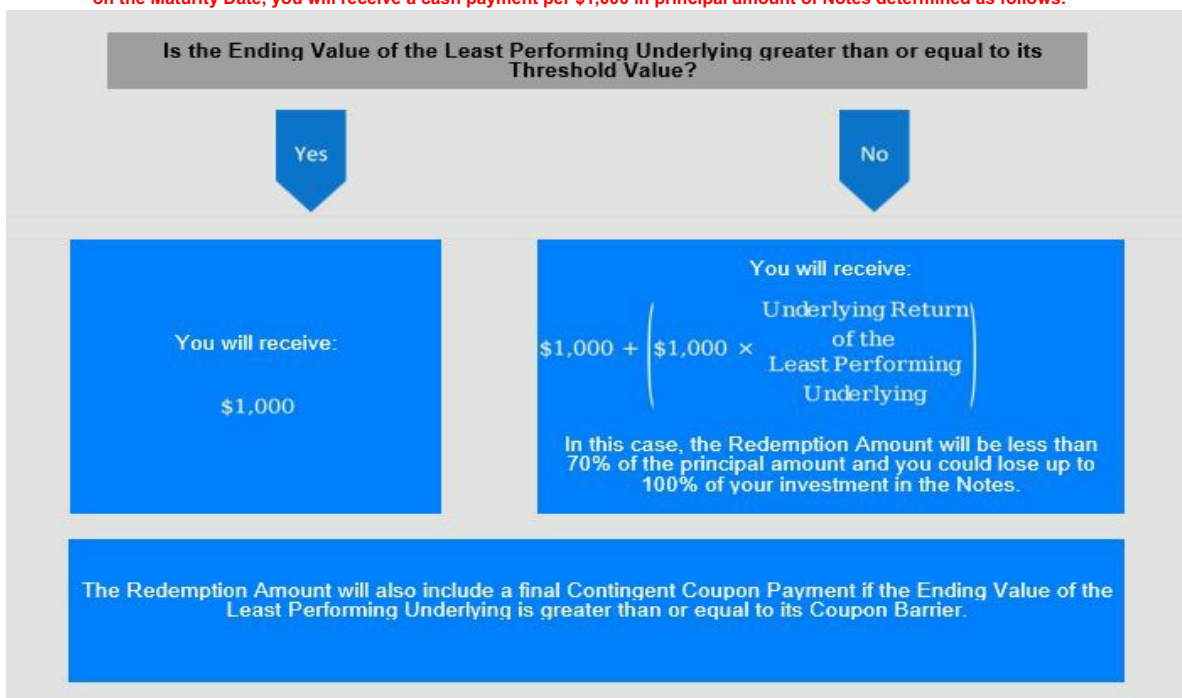 on the Maturity Date, you will receive a cash payment per $1,000 in principal amount of Notes determined as follows:
Is the Ending Value of the Least Performing Underlying greater than or equal to its
Threshold Value?
Yes
No
You will receive:
$1,000
You will receive:
$1,000 + ($1,000 × Underlying Return
of the
Least Performing
Underlying)
In this case, the Redemption Amount will be less than
70% of the principal amount and you could lose up to
100% of your investment in the Notes.
The Redemption Amount will also include a final Contingent Coupon Payment if the Ending Value of the
Least Performing Underlying is greater than or equal to its Coupon Barrier.